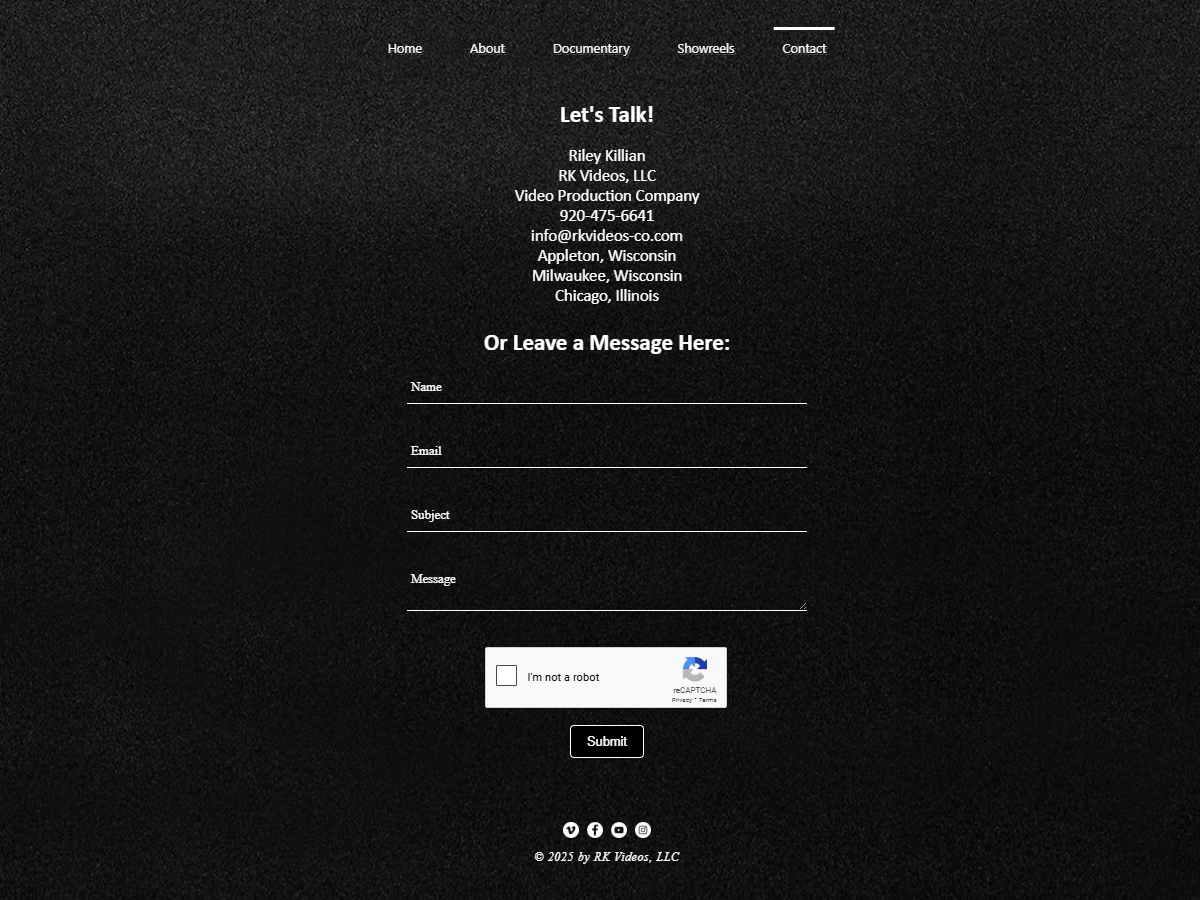 Home About Documentary Showreels Contact
Let's Talk!
Riley Killian
RK Videos, LLC
Video Production Company
920-475-6641
info@rkvideos-co.com
Appleton, Wisconsin
Milwaukee, Wisconsin
Chicago, Illinois
Or Leave a Message Here:
Name
Email
Subject
Message
I'm not a robot
reCAPTCHA
Privacy - Terms
Submit
© 2025 by RK Videos, LLC